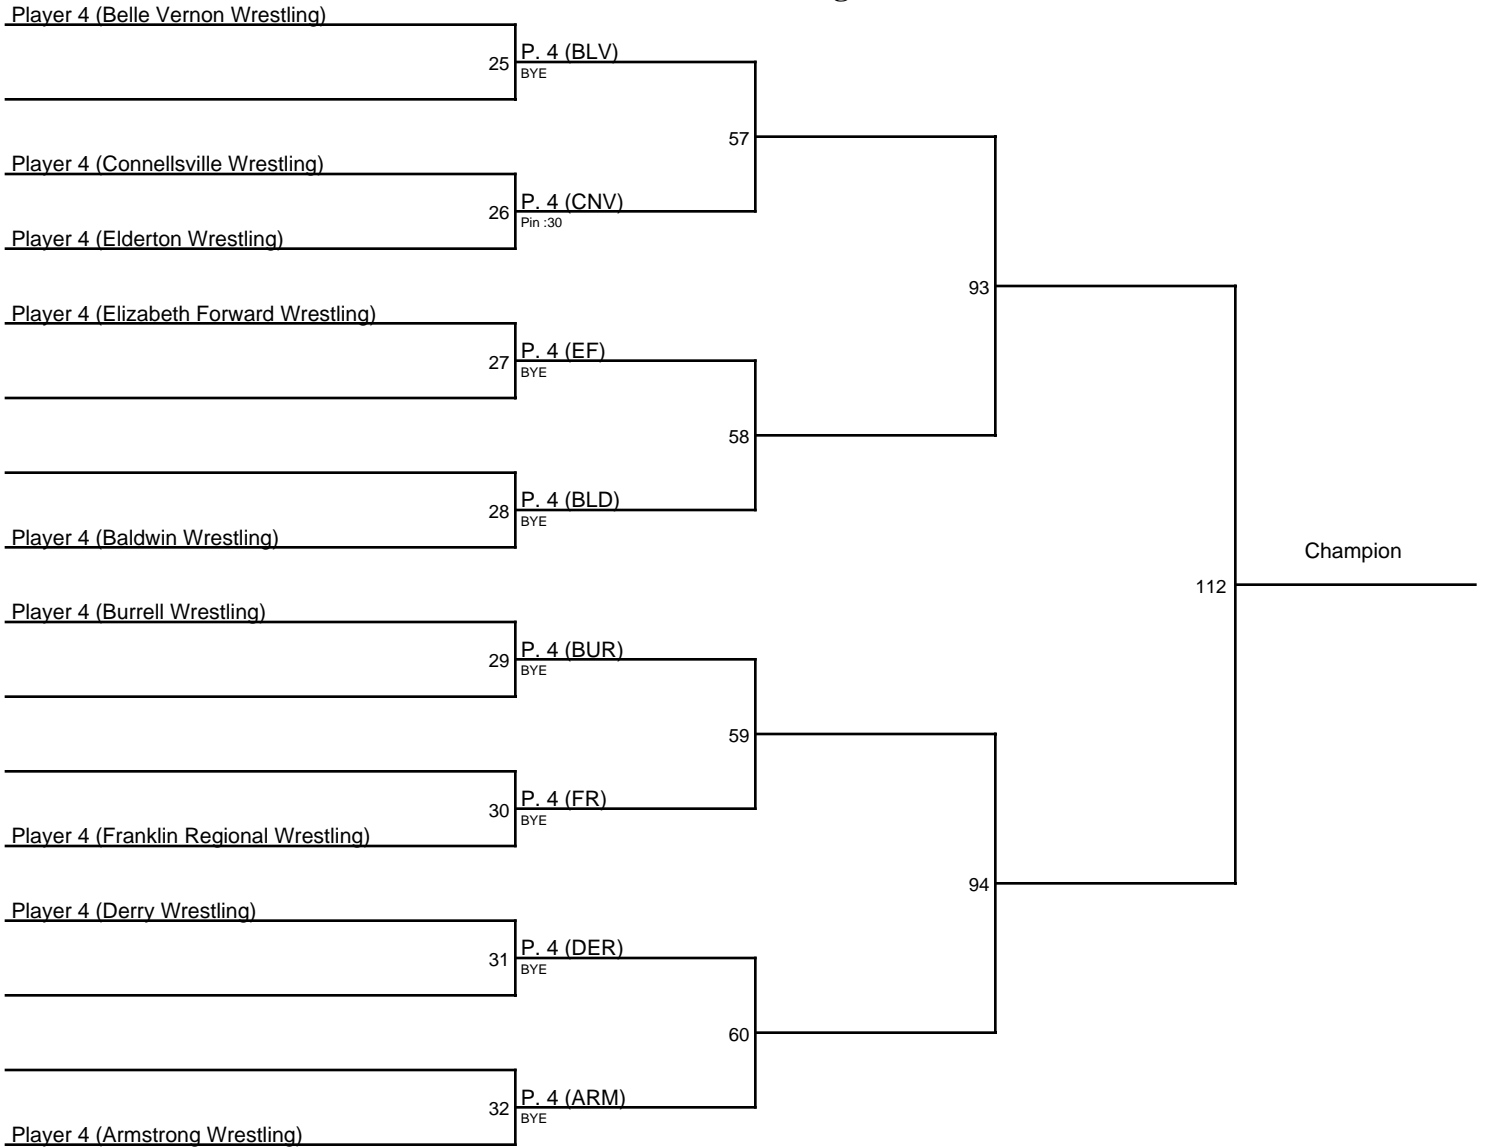 Player 4 (Belle Vernon Wrestling)
P. 4 (BLV)
25
BYE
57
Player 4 (Connellsville Wrestling)
P. 4 (CNV)
26
Pin :30
Player 4 (Elderton Wrestling)
93
Player 4 (Elizabeth Forward Wrestling)
P. 4 (EF)
27
BYE
58
P. 4 (BLD)
28
BYE
Player 4 (Baldwin Wrestling)
Champion
112
Player 4 (Burrell Wrestling)
P. 4 (BUR)
29
BYE
59
P. 4 (FR)
30
BYE
Player 4 (Franklin Regional Wrestling)
94
Player 4 (Derry Wrestling)
P. 4 (DER)
31
BYE
60
P. 4 (ARM)
32
BYE
Player 4 (Armstrong Wrestling)